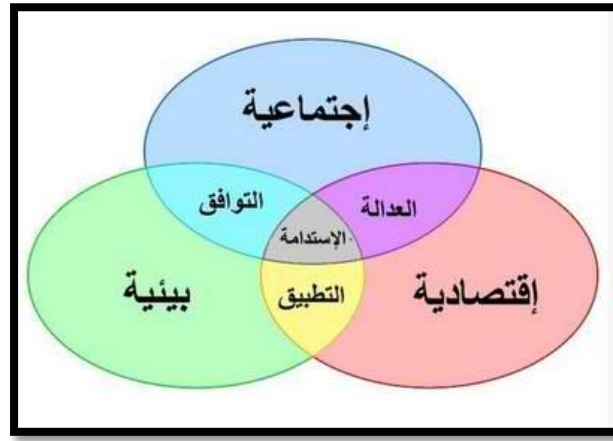 إجتماعية
العدالة
التوافق
الإستدامة
إقتصادية
التطبيق
بيئية